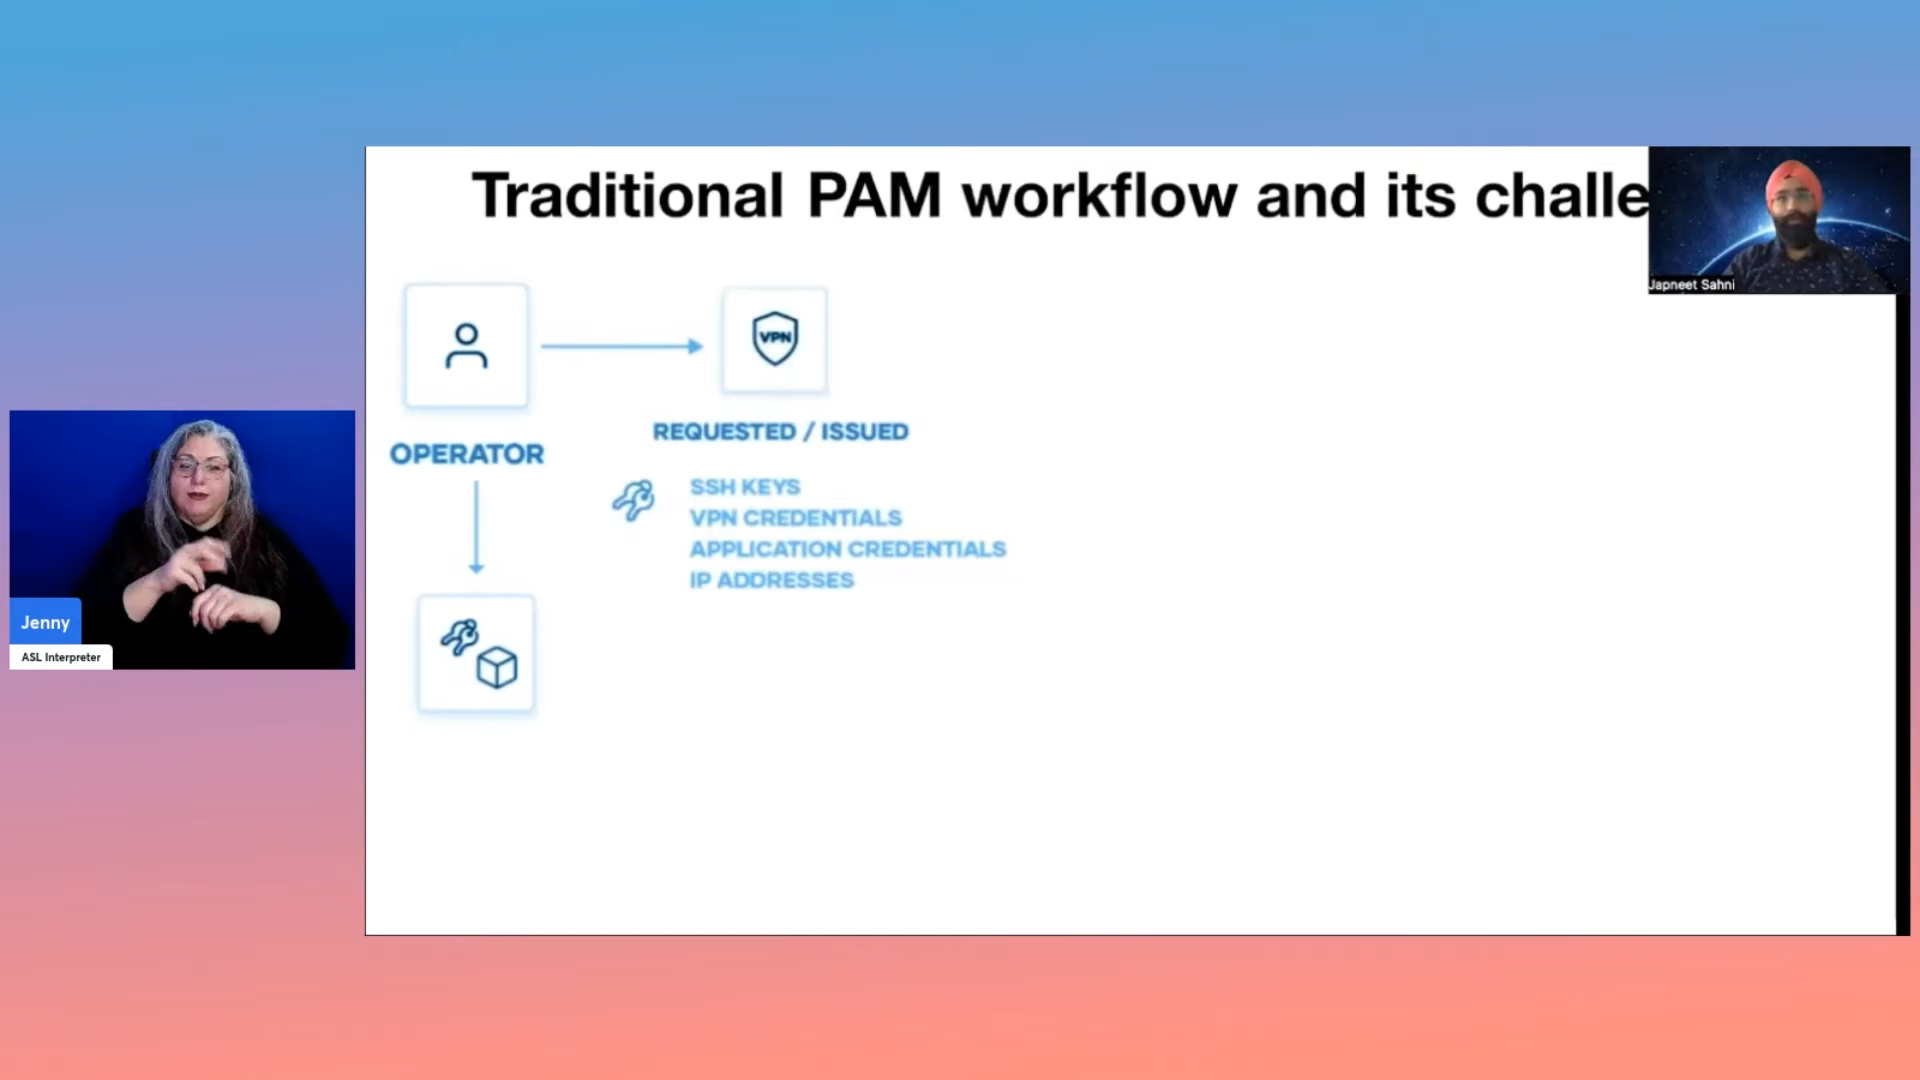 Traditional PAM workflow and its challe
Japneet Sahni
VPN
OPERATOR
REQUESTED / ISSUED
SSH KEYS
VPN CREDENTIALS
APPLICATION CREDENTIALS
IP ADDRESSES
Jenny
ASL Interpreter